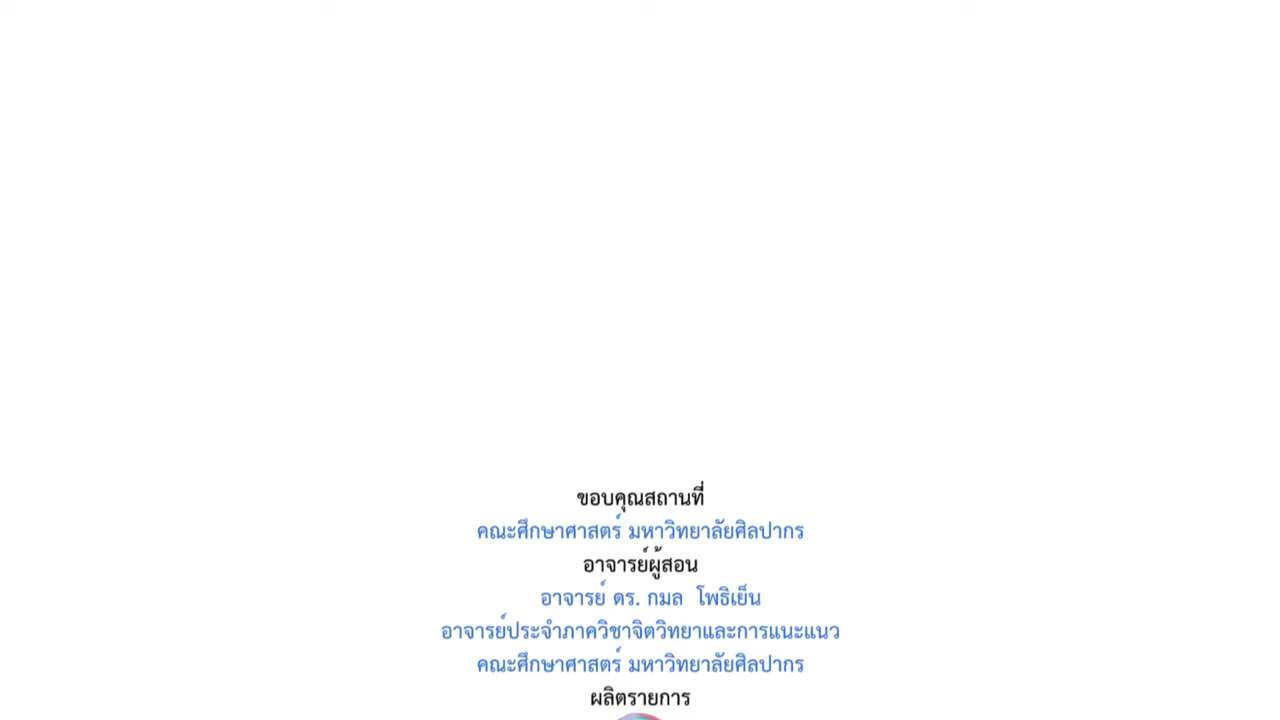 ขอบคุณสถานที่
คณะศึกษาศาสตร์ มหาวิทยาลัยศิลปากร
อาจารย์ผู้สอน
อาจารย์ ดร. กมล โพธิเย็น
อาจารย์ประจำภาควิชาจิตวิทยาและการแนะแนว
คณะศึกษาศาสตร์ มหาวิทยาลัยศิลปากร
ผลิตรายการ